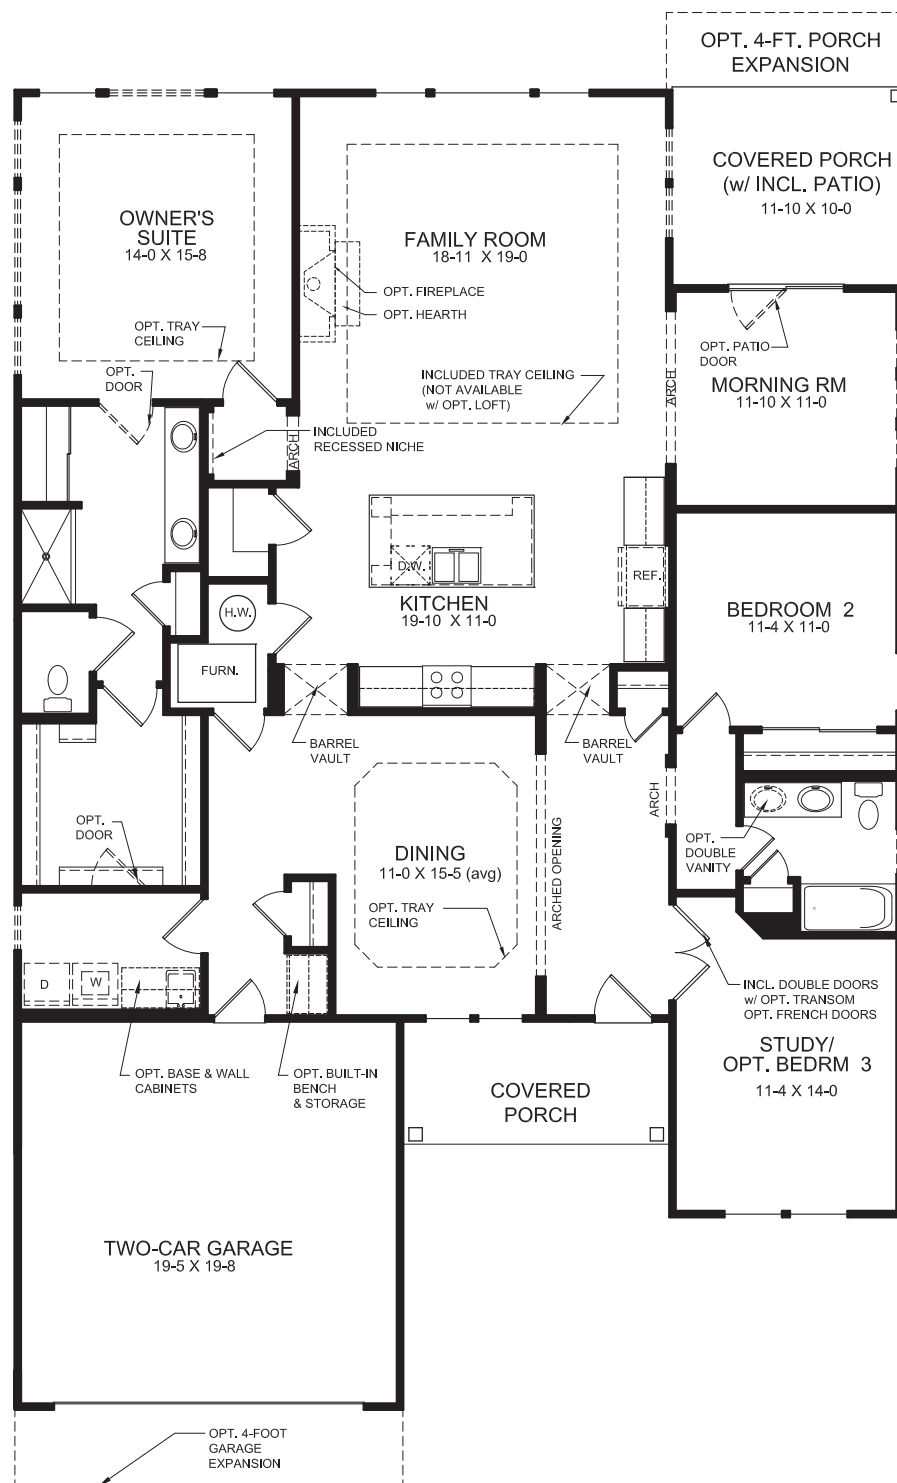 OPT. 4-FT. PORCH
EXPANSION
COVERED PORCH
(w/ INCL. PATIO)
11-10 X 10-0
OWNER'S
SUITE
14-0 X 15-8
FAMILY ROOM
18-11 X 19-0
OPT. FIREPLACE
OPT. HEARTH
OPT. TRAY
CEILING
OPT.
DOOR
INCLUDED TRAY CEILING
(NOT AVAILABLE
w/ OPT. LOFT)
ARCH
OPT. PATIO
DOOR
MORNING RM
11-10 X 11-0
INCLUDED
RECESSED NICHE
ARCH
D.W.
REF.
KITCHEN
19-10 X 11-0
H.W.
FURN.
BEDROOM 2
11-4 X 11-0
BARREL
VAULT
BARREL
VAULT
ARCH
OPT.
DOOR
DINING
11-0 X 15-5 (avg)
OPT. TRAY
CEILING
ARCHED OPENING
OPT.
DOUBLE
VANITY
D
W
INCL. DOUBLE DOORS
w/ OPT. TRANSOM
OPT. FRENCH DOORS
STUDY/
OPT. BEDRM 3
11-4 X 14-0
OPT. BASE & WALL
CABINETS
OPT. BUILT-IN
BENCH
& STORAGE
COVERED
PORCH
TWO-CAR GARAGE
19-5 X 19-8
OPT. 4-FOOT
GARAGE
EXPANSION